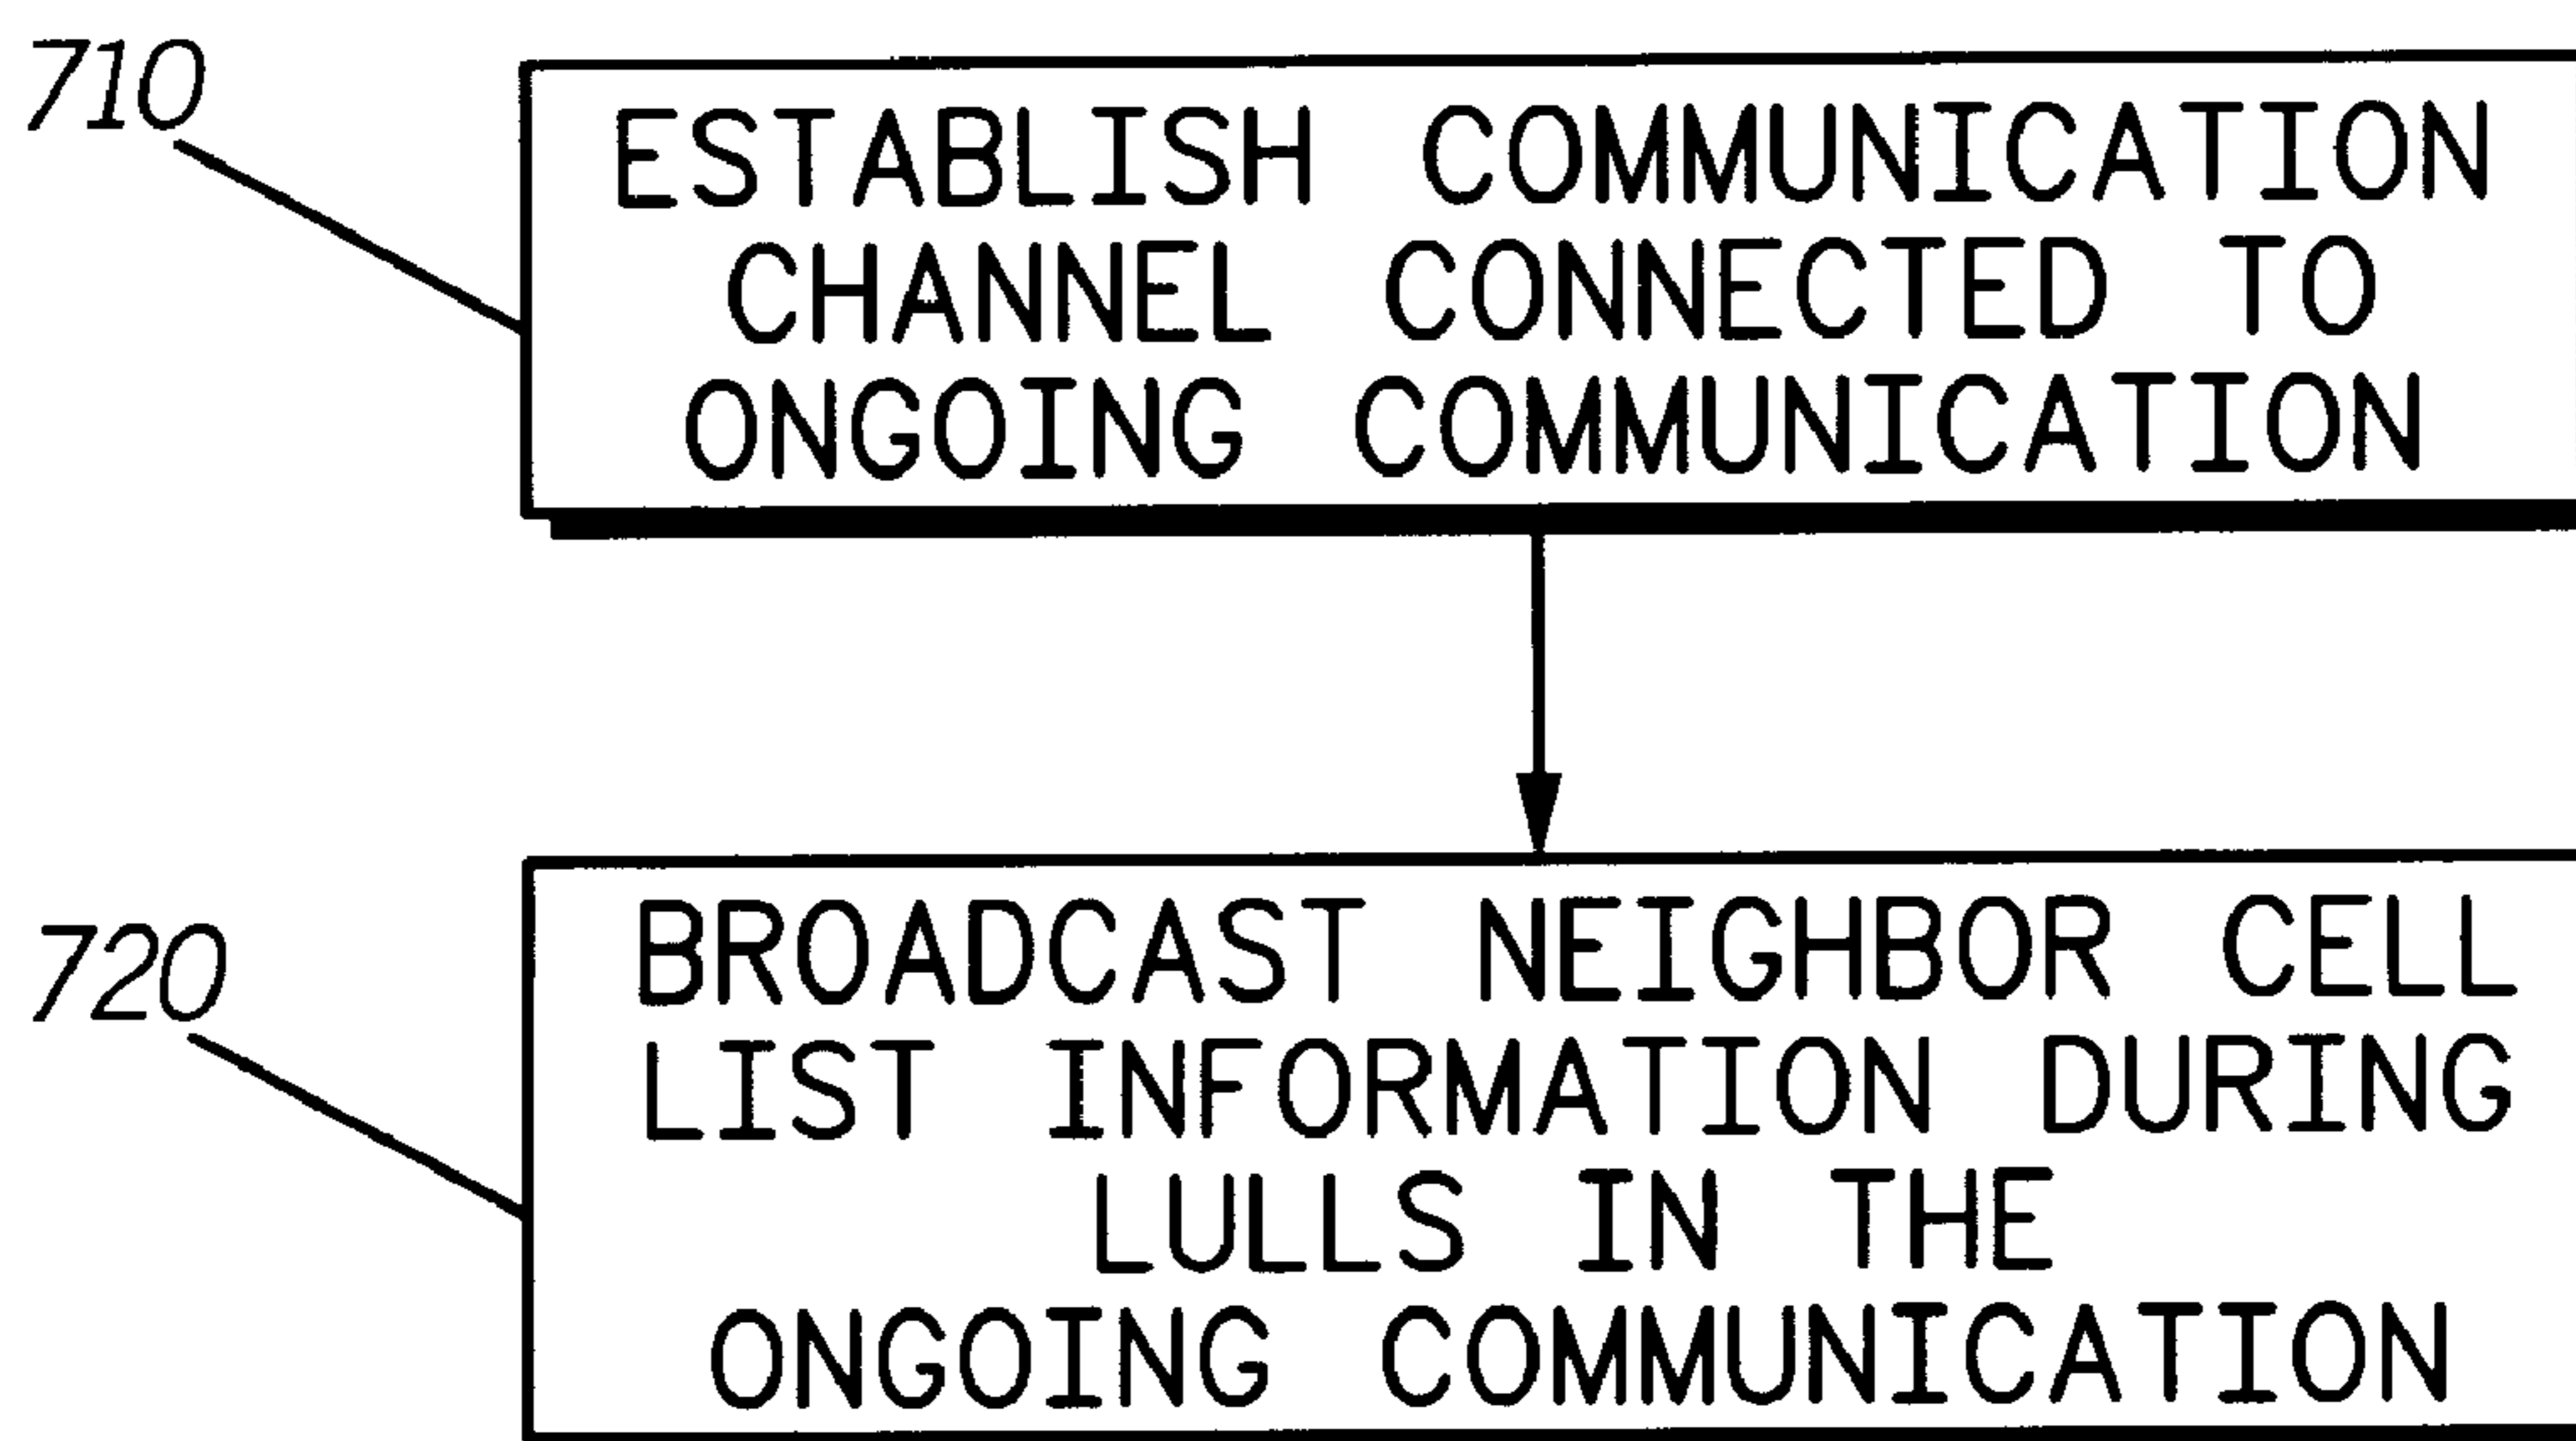 710
ESTABLISH COMMUNICATION
CHANNEL CONNECTED TO
ONGOING COMMUNICATION
720
BROADCAST NEIGHBOR CELL
LIST INFORMATION DURING
LULLS IN THE
ONGOING COMMUNICATION